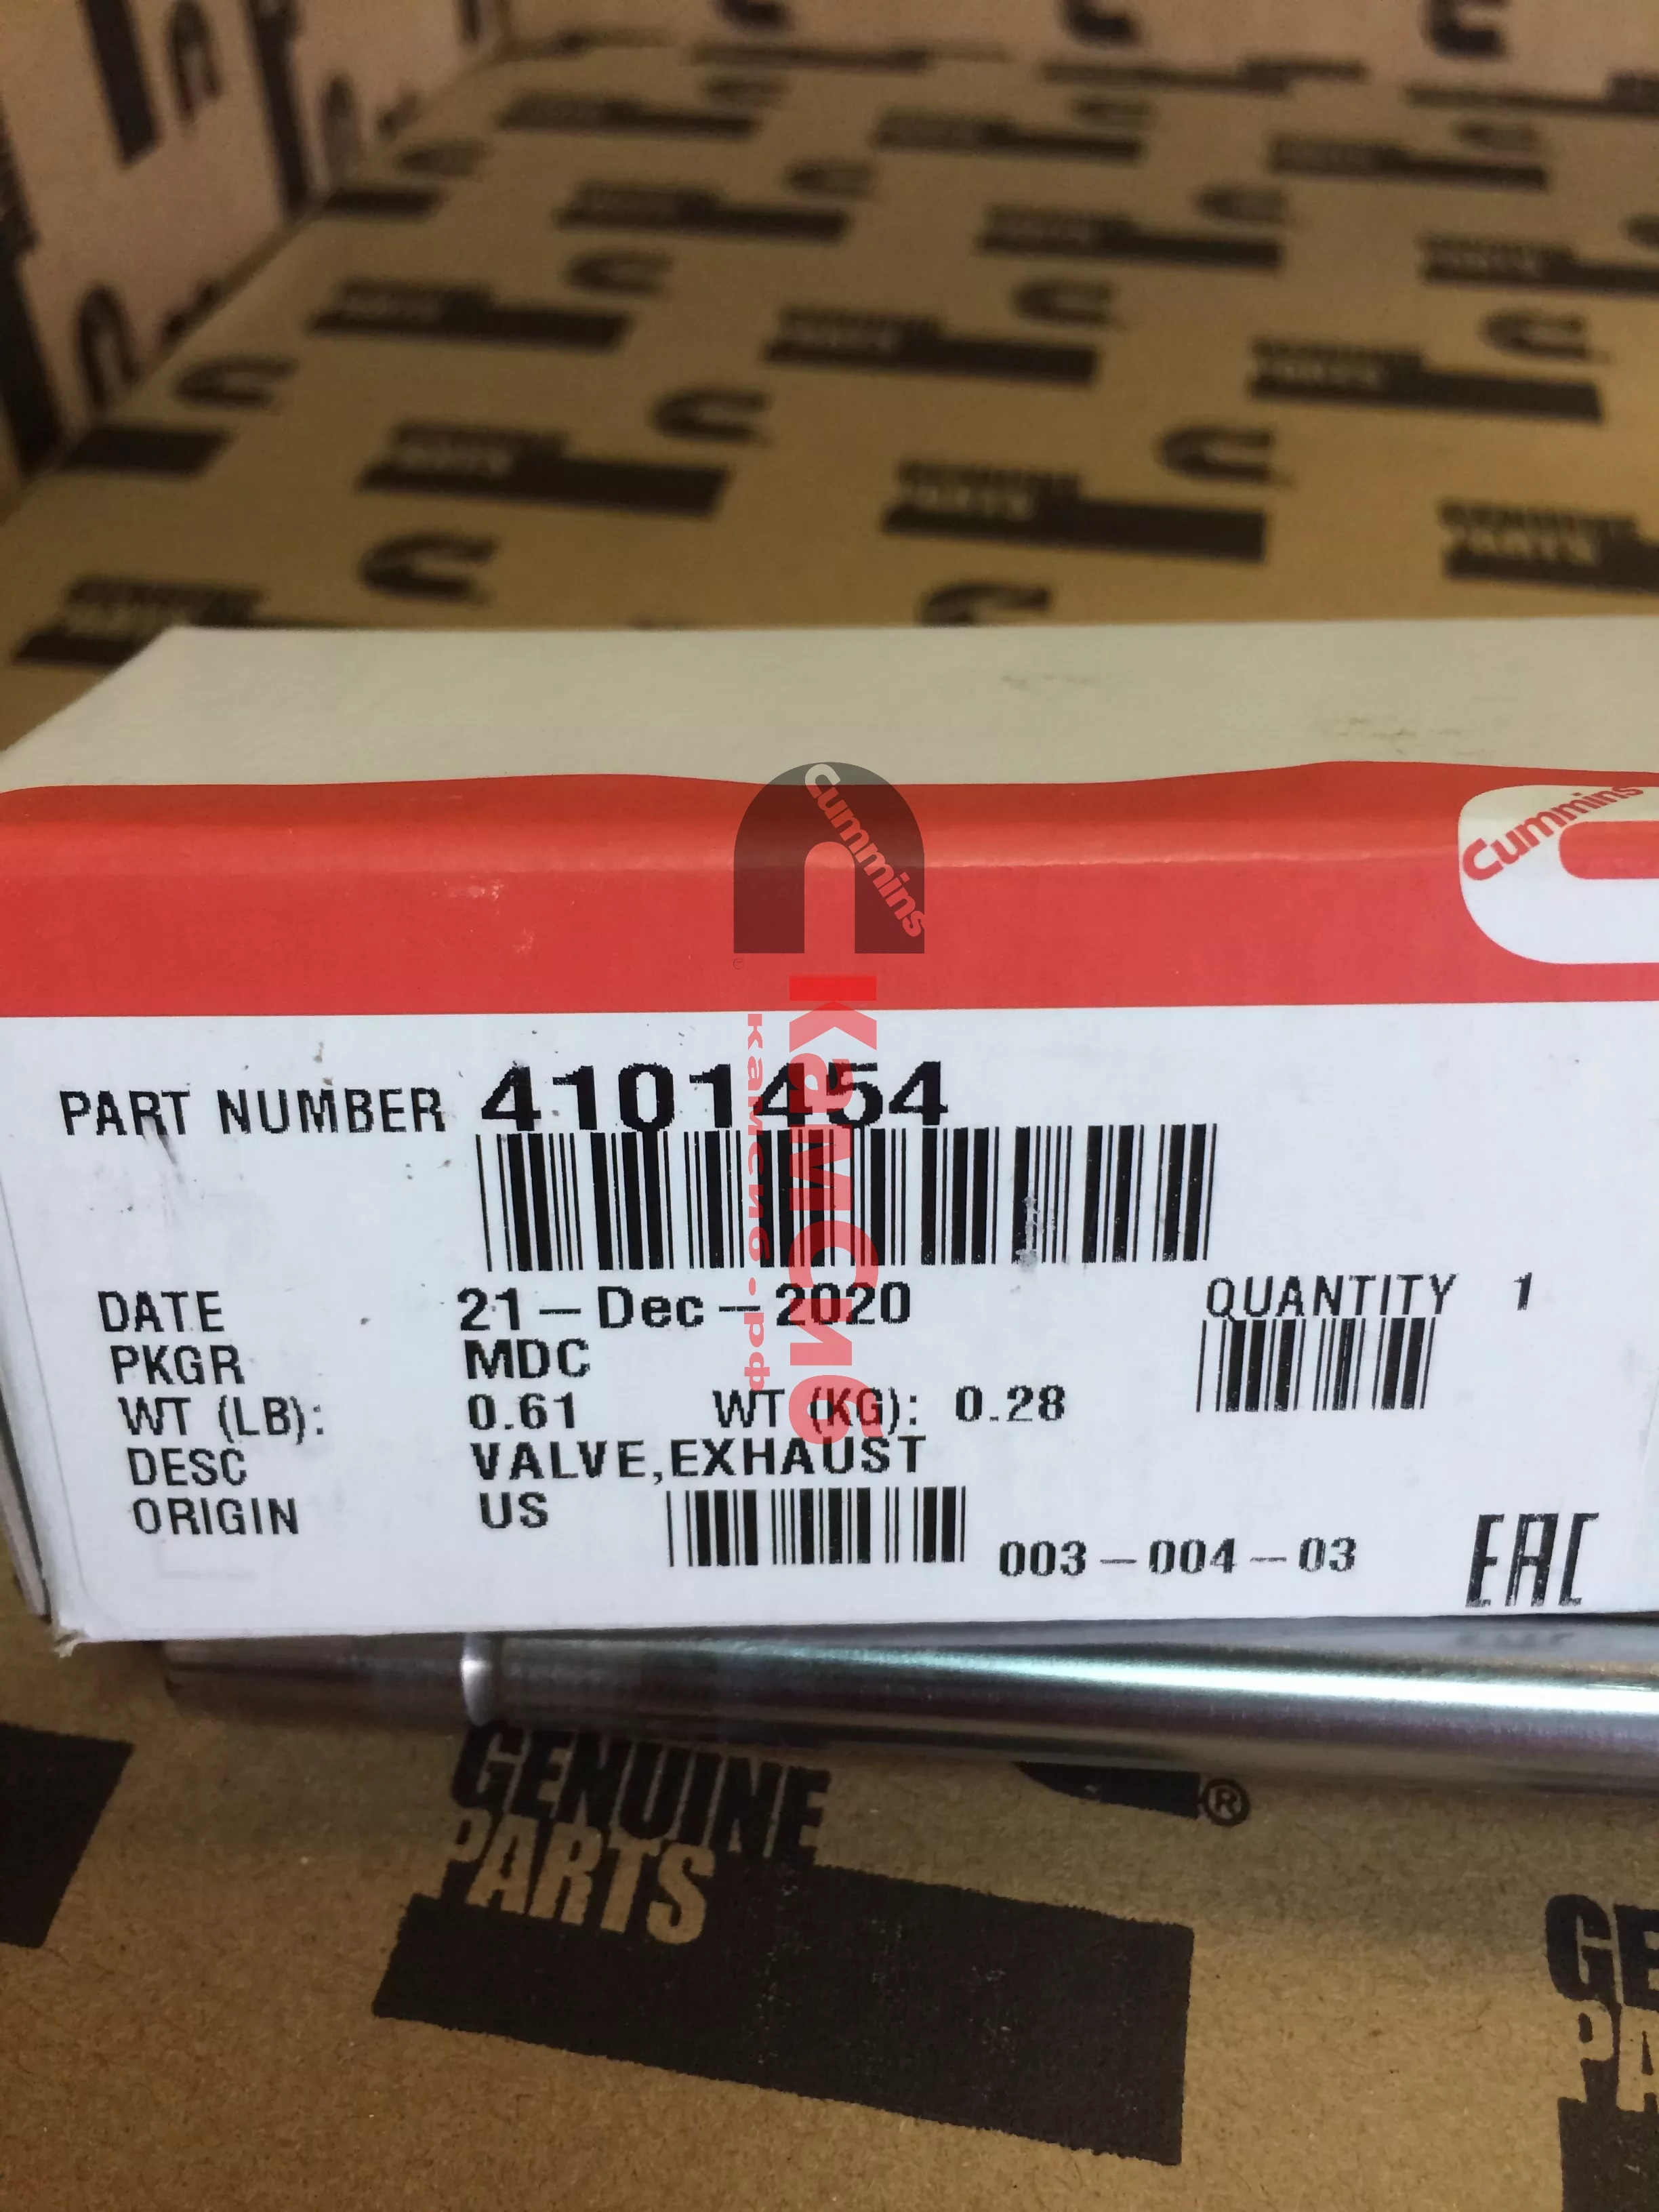 Cummins
Cummins
камсиб
камсиб.рф
PART NUMBER 4101454
DATE 21-Dec-2020 QUANTITY 1
PKGR MDC
WT (LB): 0.61 WT (KG): 0.28
DESC VALVE,EXHAUST
ORIGIN US
003-004-03 EAC
GENUINE
PARTS
®